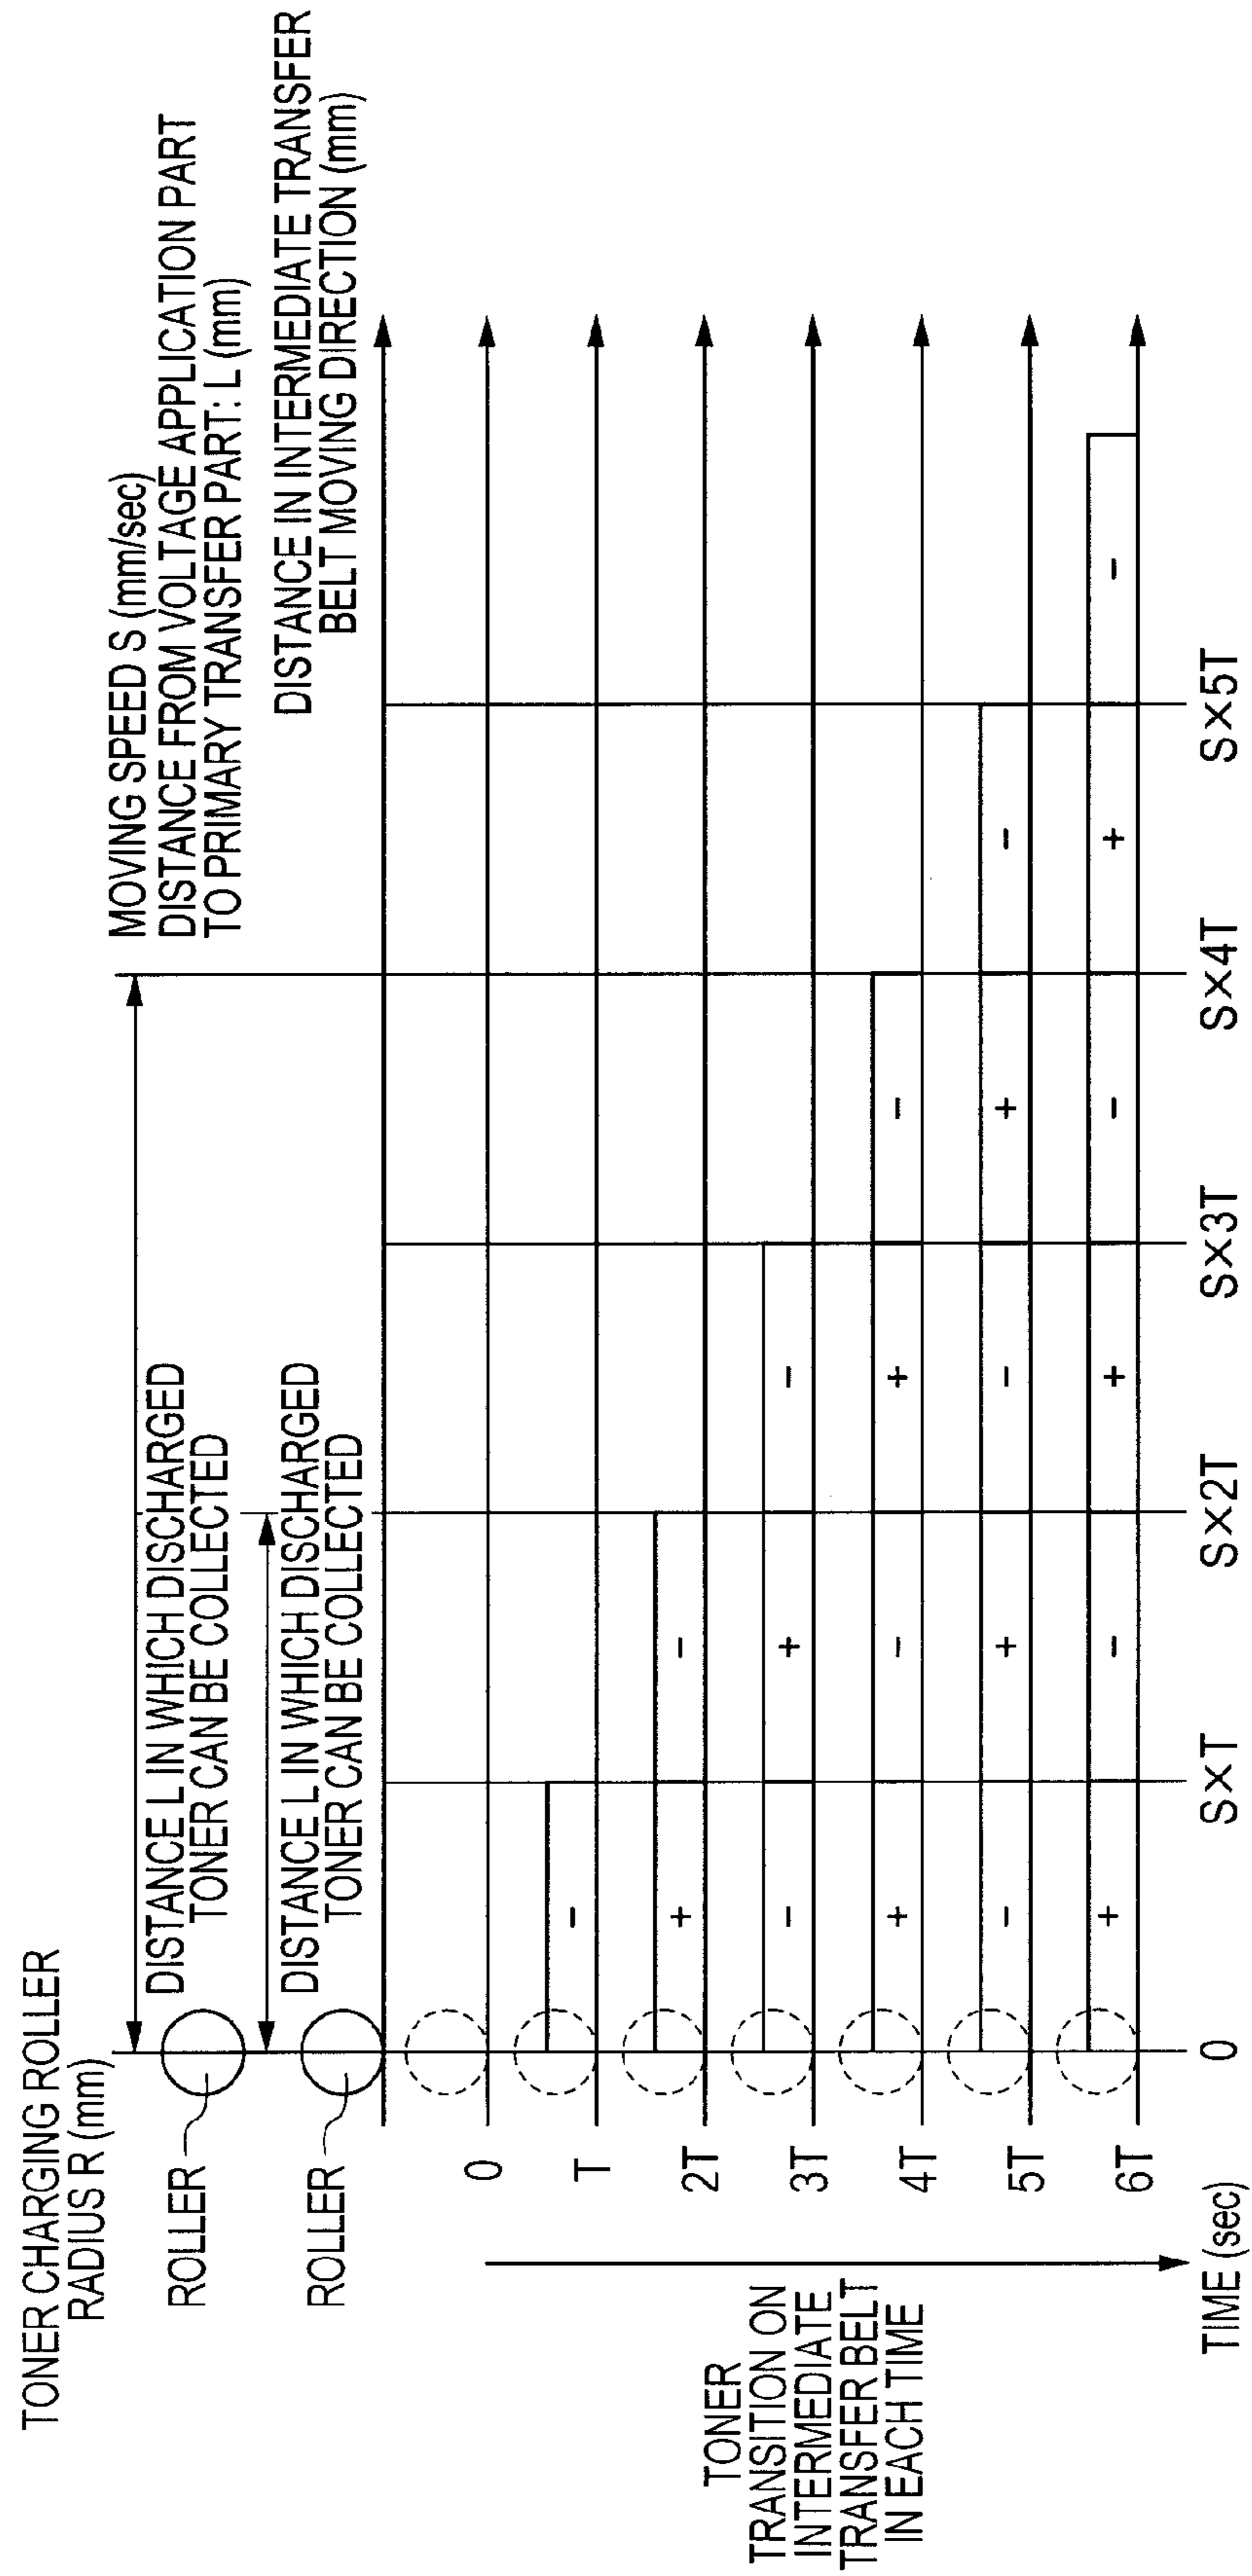 TONER CHARGING ROLLER
RADIUS R (mm)
MOVING SPEED S (mm/sec)
DISTANCE FROM VOLTAGE APPLICATION PART
TO PRIMARY TRANSFER PART: L (mm)
ROLLER
DISTANCE L IN WHICH DISCHARGED
TONER CAN BE COLLECTED
DISTANCE IN INTERMEDIATE TRANSFER
BELT MOVING DIRECTION (mm)
ROLLER
DISTANCE L IN WHICH DISCHARGED
TONER CAN BE COLLECTED
0
T
−
2T
+ −
3T
− + −
4T
+ − + −
5T
− + − + −
6T
+ − + − + −
TONER
TRANSITION ON
INTERMEDIATE
TRANSFER BELT
IN EACH TIME
TIME (sec)
0 S×T S×2T S×3T S×4T S×5T